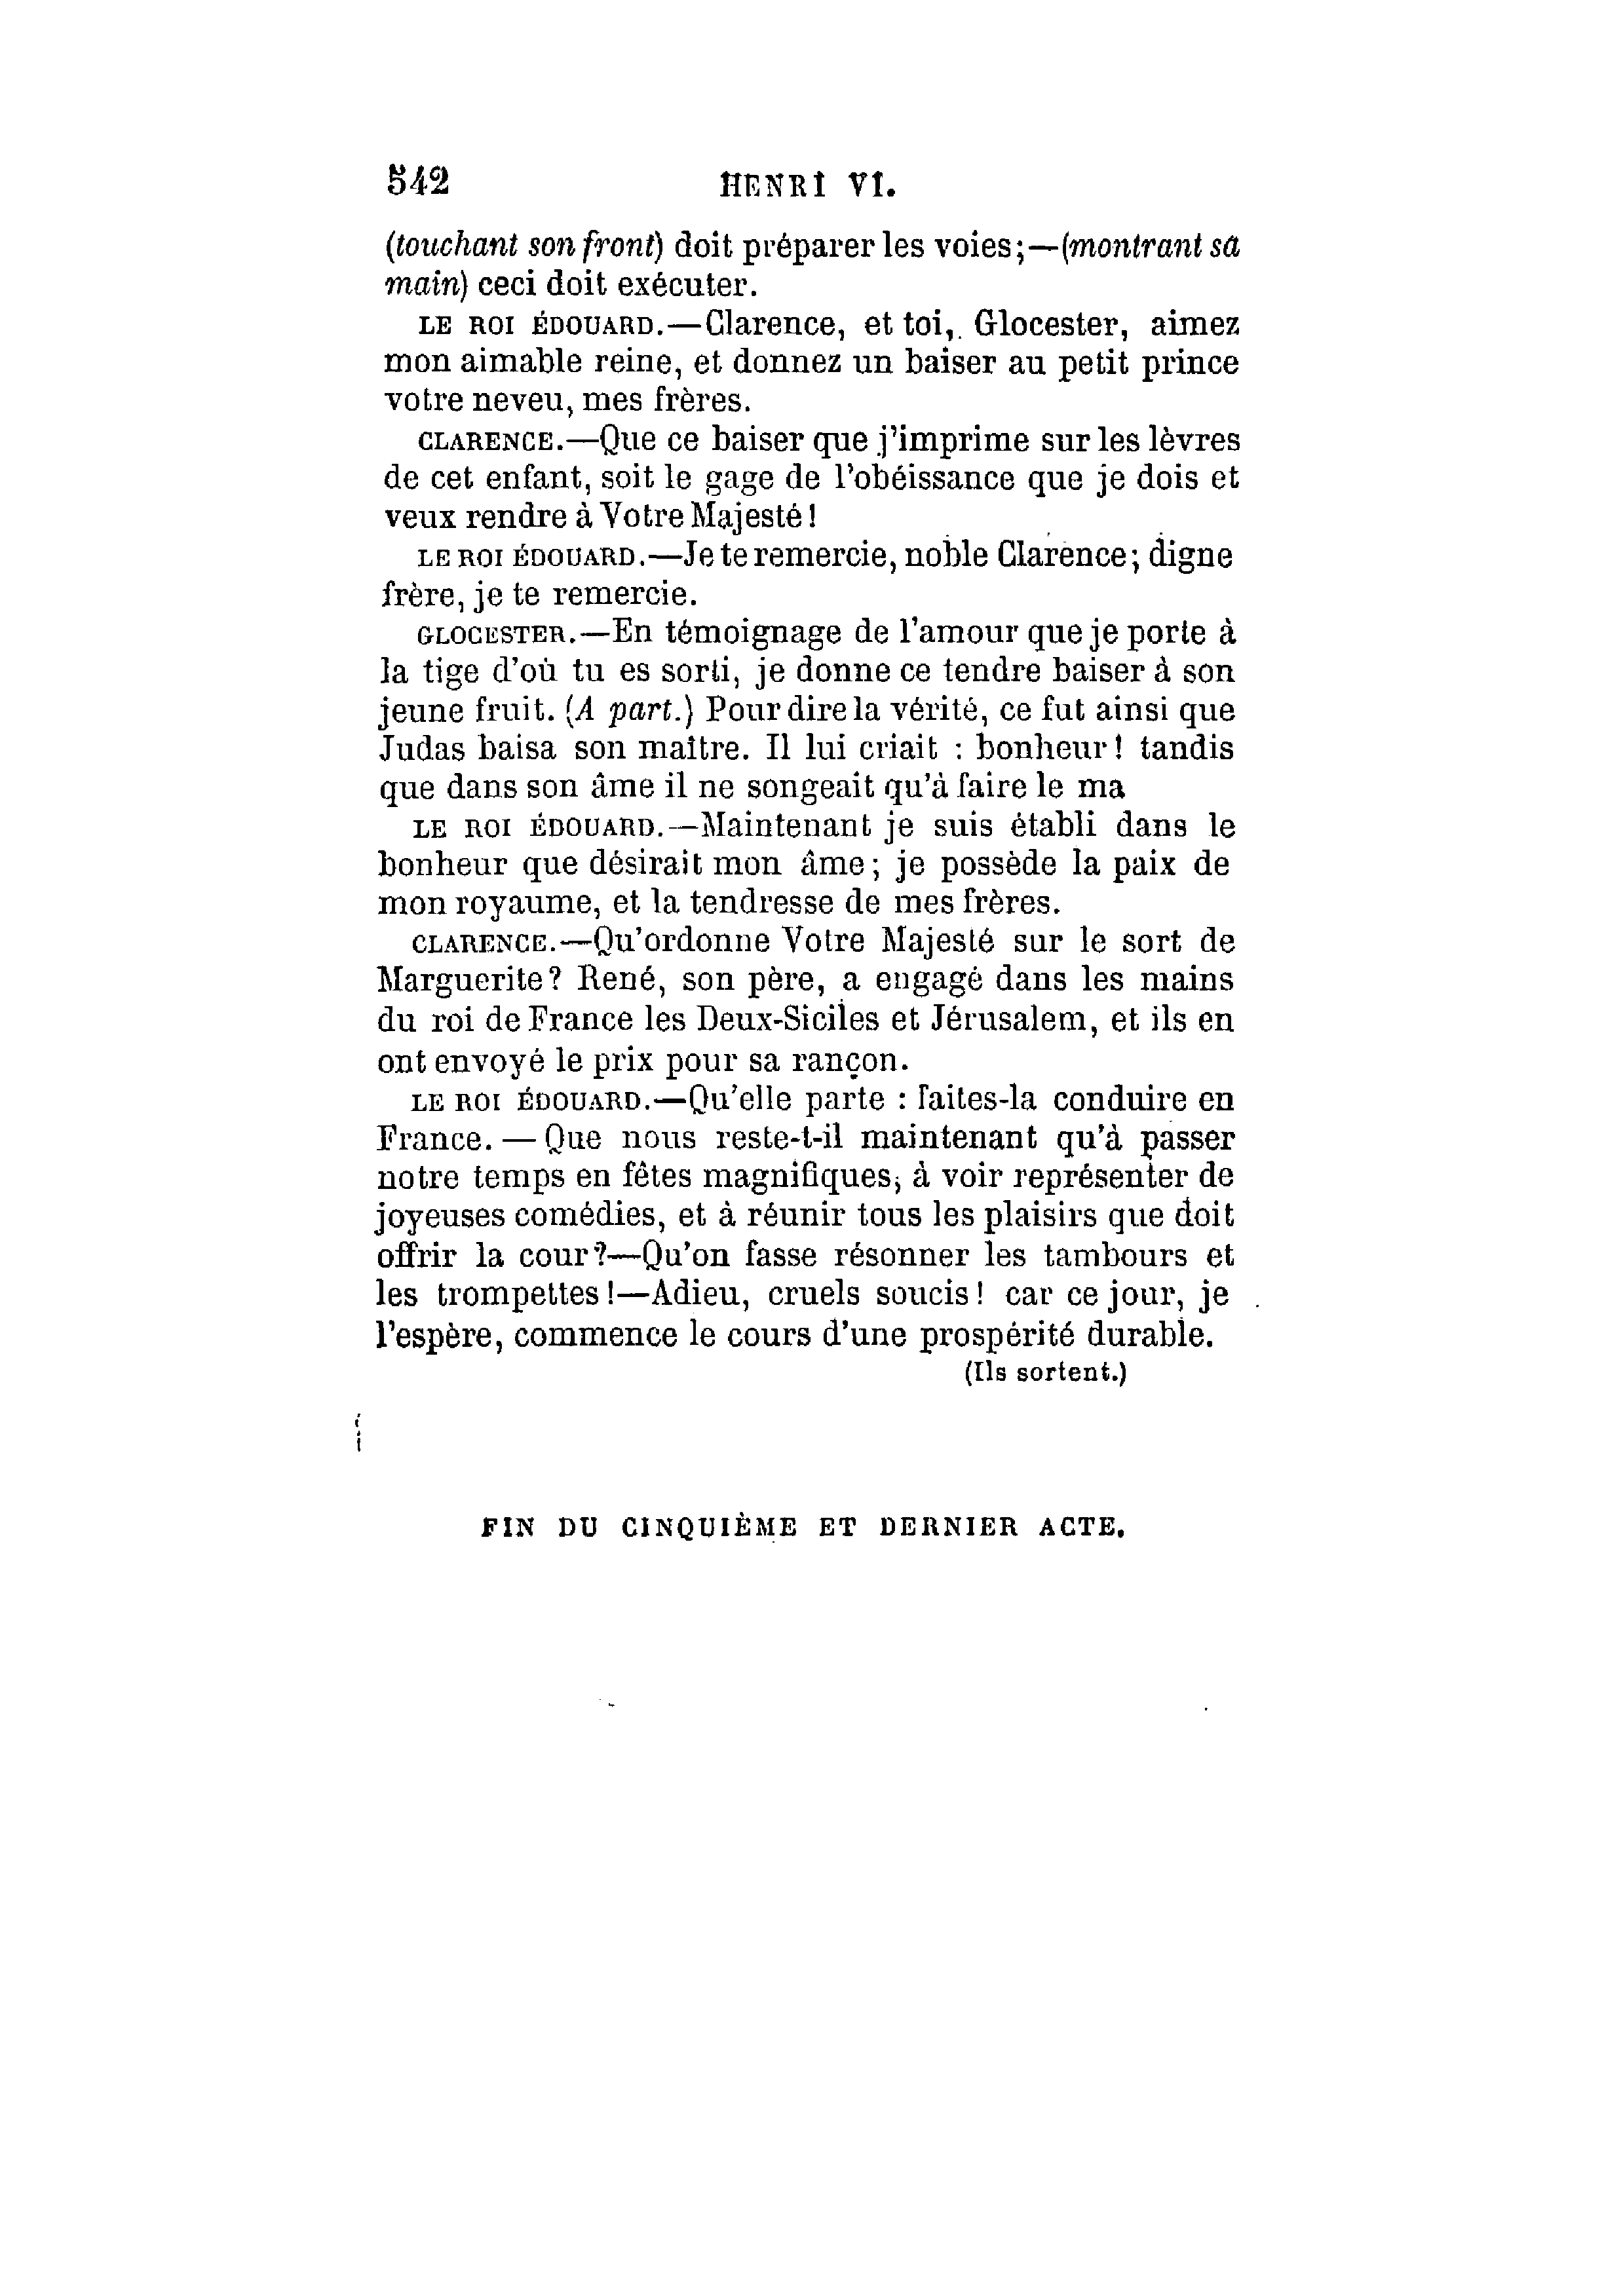 542 HENRI VI.
(touchant son front) doit préparer les voies;—(montrant sa
main) ceci doit exécuter.
LE ROI ÉDOUARD.—Clarence, et toi, Glocester, aimez
mon aimable reine, et donnez un baiser au petit prince
votre neveu, mes frères.
CLARENCE.—Que ce baiser que j'imprime sur les lèvres
de cet enfant, soit le gage de l'obéissance que je dois et
veux rendre à Votre Majesté!
LE ROI ÉDOUARD.—Je te remercie, noble Clarence; digne
frère, je te remercie.
GLOCESTER.—En témoignage de l'amour que je porte à
la tige d'où tu es sorti, je donne ce tendre baiser à son
jeune fruit. (A part.) Pour dire la vérité, ce fut ainsi que
Judas baisa son maître. Il lui criait : bonheur! tandis
que dans son âme il ne songeait qu'à faire le ma
LE ROI ÉDOUARD.—Maintenant je suis établi dans le
bonheur que désirait mon âme; je possède la paix de
mon royaume, et la tendresse de mes frères.
CLARENCE.—Qu'ordonne Votre Majesté sur le sort de
Marguerite? René, son père, a engagé dans les mains
du roi de France les Deux-Siciles et Jérusalem, et ils en
ont envoyé le prix pour sa rançon.
LE ROI ÉDOUARD.—Qu'elle parte : faites-la conduire en
France. — Que nous reste-t-il maintenant qu'à passer
notre temps en fêtes magnifiques, à voir représenter de
joyeuses comédies, et à réunir tous les plaisirs que doit
offrir la cour?—Qu'on fasse résonner les tambours et
les trompettes!—Adieu, cruels soucis! car ce jour, je
l'espère, commence le cours d'une prospérité durable.
(Ils sortent.)
FIN DU CINQUIÈME ET DERNIER ACTE.